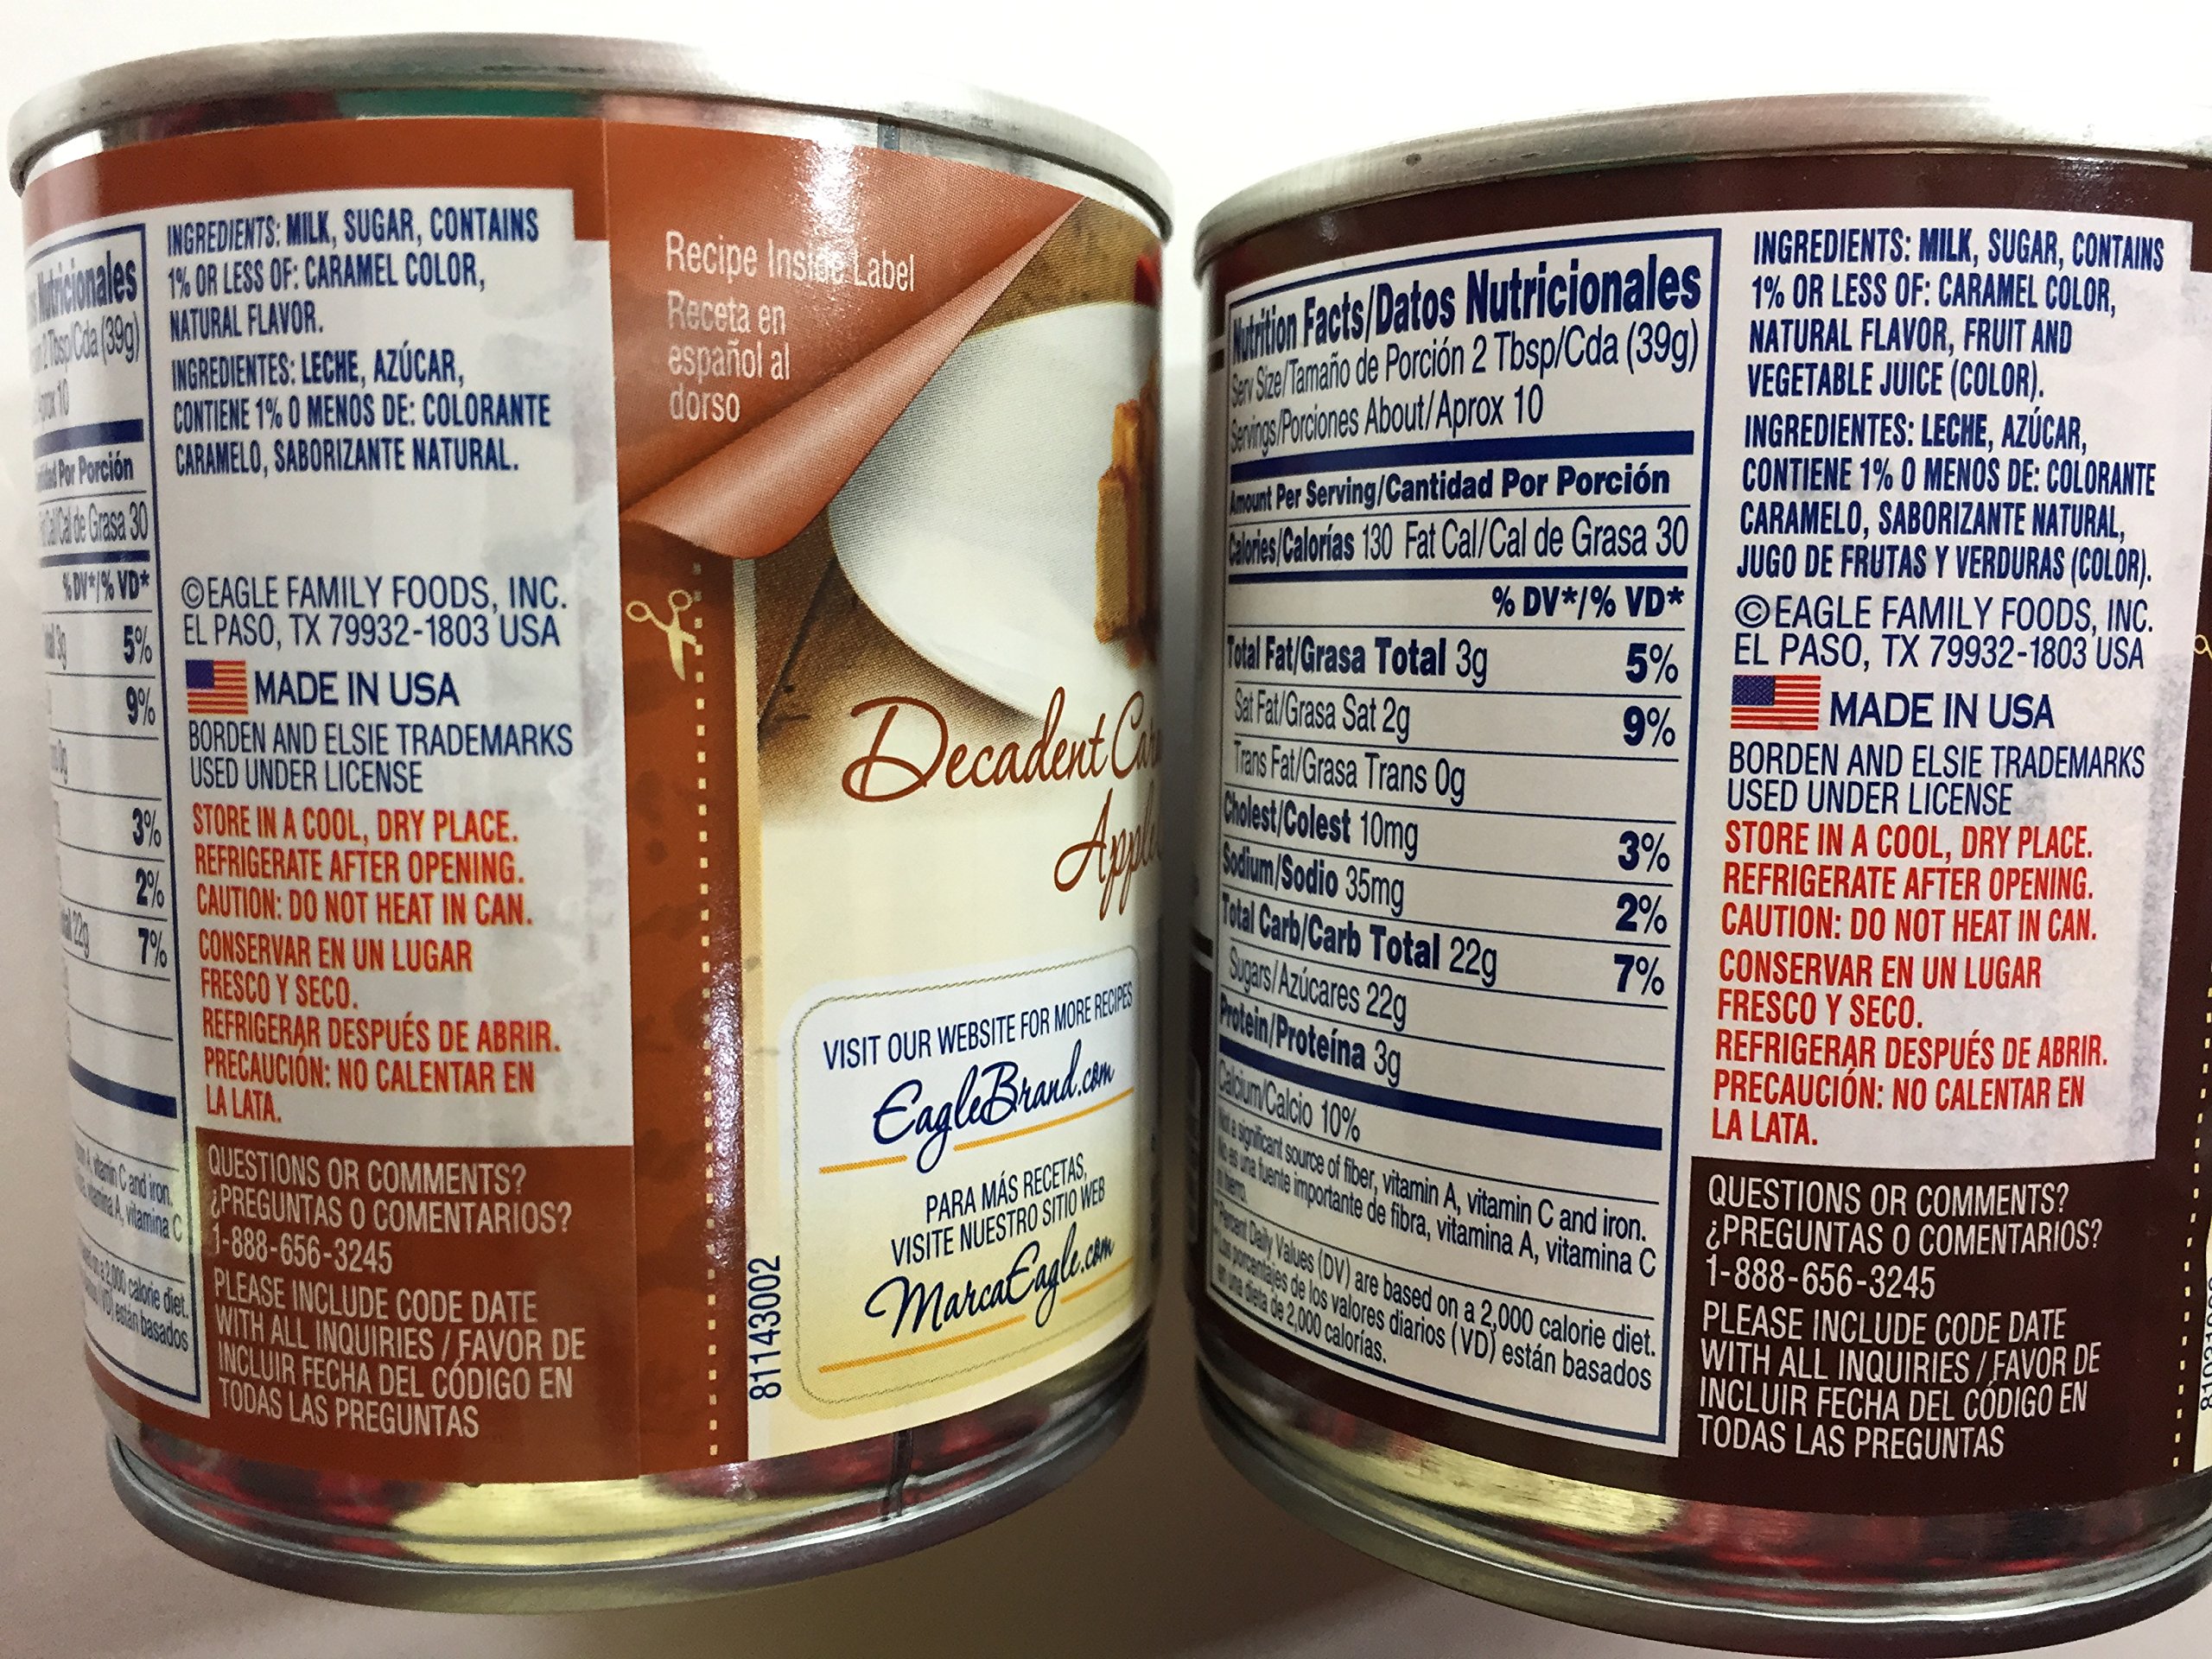 Nutricionales
Tbsp/Cda (39g)
10
Por Porción
Cal/Cal de Grasa 30
% DV*/% VD*
3g 5%
9%
0g
3%
2%
22g 7%
vitamin C and iron.
vitamina A, vitamina C
2,000 calorie diet.
están basados
INGREDIENTS: MILK, SUGAR, CONTAINS
1% OR LESS OF: CARAMEL COLOR,
NATURAL FLAVOR.
INGREDIENTES: LECHE, AZÚCAR,
CONTIENE 1% O MENOS DE: COLORANTE
CARAMELO, SABORIZANTE NATURAL.
©EAGLE FAMILY FOODS, INC.
EL PASO, TX 79932-1803 USA
MADE IN USA
BORDEN AND ELSIE TRADEMARKS
USED UNDER LICENSE
STORE IN A COOL, DRY PLACE.
REFRIGERATE AFTER OPENING.
CAUTION: DO NOT HEAT IN CAN.
CONSERVAR EN UN LUGAR
FRESCO Y SECO.
REFRIGERAR DESPUÉS DE ABRIR.
PRECAUCIÓN: NO CALENTAR EN
LA LATA.
QUESTIONS OR COMMENTS?
¿PREGUNTAS O COMENTARIOS?
1-888-656-3245
PLEASE INCLUDE CODE DATE
WITH ALL INQUIRIES / FAVOR DE
INCLUIR FECHA DEL CÓDIGO EN
TODAS LAS PREGUNTAS
Recipe Inside Label
Receta en
español al
dorso
Decadent
Apple
VISIT OUR WEBSITE FOR MORE RECIPES
EagleBrand.com
PARA MÁS RECETAS,
VISITE NUESTRO SITIO WEB
MarcaEagle.com
811443002
Nutrition Facts/Datos Nutricionales
Serv Size/Tamaño de Porción 2 Tbsp/Cda (39g)
Servings/Porciones About/Aprox 10
Amount Per Serving/Cantidad Por Porción
Calories/Calorías 130 Fat Cal/Cal de Grasa 30
% DV*/% VD*
Total Fat/Grasa Total 3g 5%
Sat Fat/Grasa Sat 2g 9%
Trans Fat/Grasa Trans 0g
Cholest/Colest 10mg 3%
Sodium/Sodio 35mg 2%
Total Carb/Carb Total 22g 7%
Sugars/Azúcares 22g
Protein/Proteína 3g
Calcium/Calcio 10%
Not a significant source of fiber, vitamin A, vitamin C and iron.
No es una fuente importante de fibra, vitamina A, vitamina C
ni hierro.
*Percent Daily Values (DV) are based on a 2,000 calorie diet.
*Los porcentajes de los valores diarios (VD) están basados
en una dieta de 2,000 calorías.
INGREDIENTS: MILK, SUGAR, CONTAINS
1% OR LESS OF: CARAMEL COLOR,
NATURAL FLAVOR, FRUIT AND
VEGETABLE JUICE (COLOR).
INGREDIENTES: LECHE, AZÚCAR,
CONTIENE 1% O MENOS DE: COLORANTE
CARAMELO, SABORIZANTE NATURAL,
JUGO DE FRUTAS Y VERDURAS (COLOR).
©EAGLE FAMILY FOODS, INC.
EL PASO, TX 79932-1803 USA
MADE IN USA
BORDEN AND ELSIE TRADEMARKS
USED UNDER LICENSE
STORE IN A COOL, DRY PLACE.
REFRIGERATE AFTER OPENING.
CAUTION: DO NOT HEAT IN CAN.
CONSERVAR EN UN LUGAR
FRESCO Y SECO.
REFRIGERAR DESPUÉS DE ABRIR.
PRECAUCIÓN: NO CALENTAR EN
LA LATA.
QUESTIONS OR COMMENTS?
¿PREGUNTAS O COMENTARIOS?
1-888-656-3245
PLEASE INCLUDE CODE DATE
WITH ALL INQUIRIES / FAVOR DE
INCLUIR FECHA DEL CÓDIGO EN
TODAS LAS PREGUNTAS